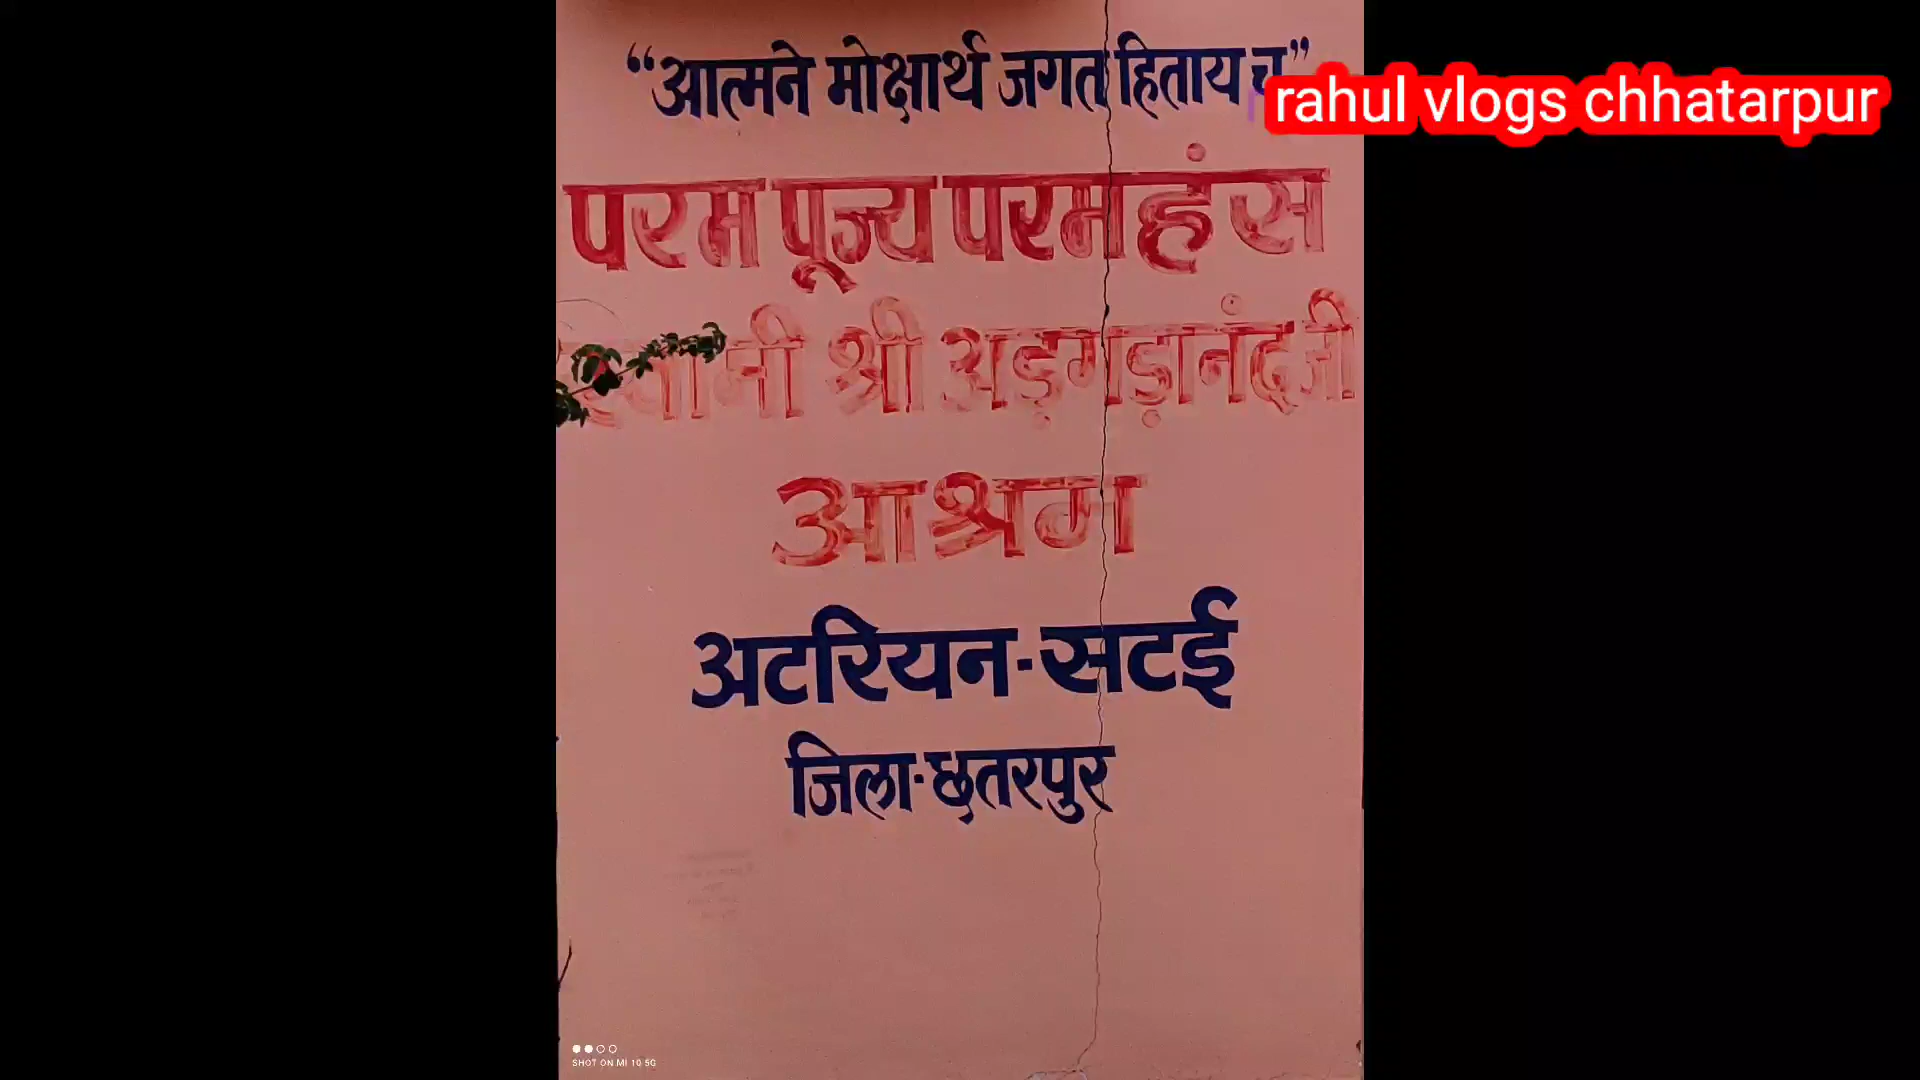 “आत्मने मोक्षार्थ जगत हिताय च”
rahul vlogs chhatarpur
परम पूज्य परमहंस
स्वामी श्री अड़गड़ानंद जी
आश्रम
अटरियन-सटई
जिला-छतरपुर
SHOT ON MI 10 5G